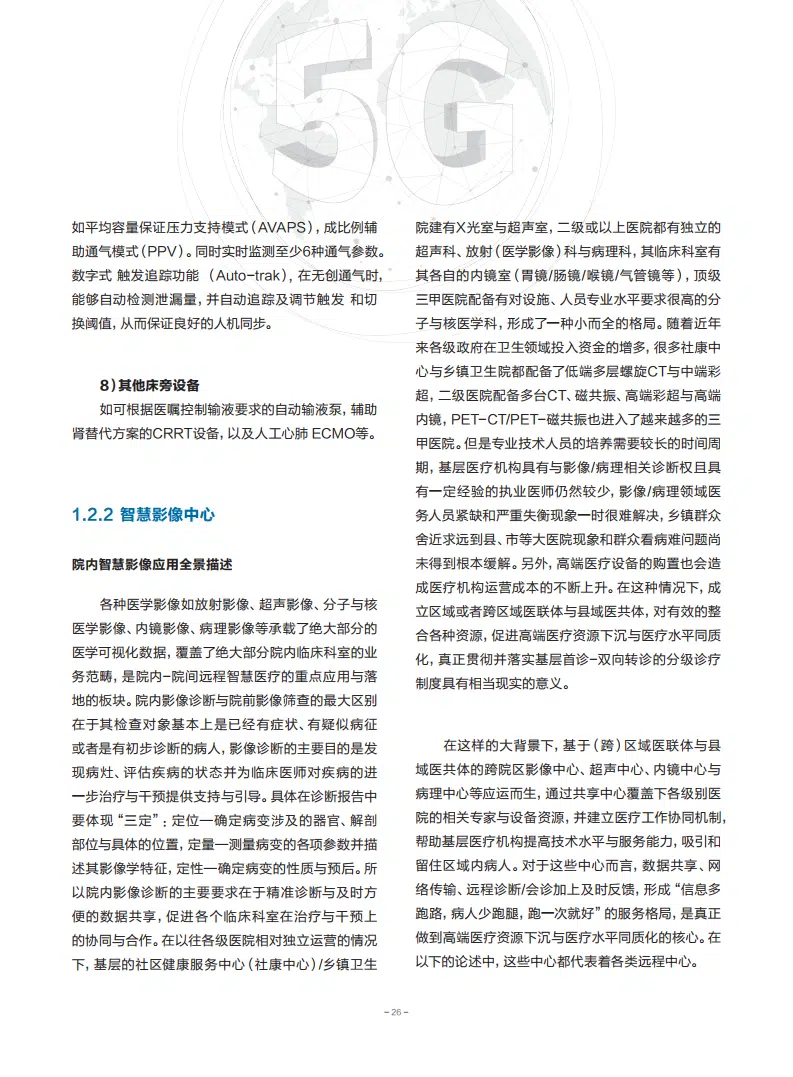 5G
如平均容量保证压力支持模式(AVAPS),成比例辅
助通气模式(PPV)。同时实时监测至少6种通气参数。
数字式 触发追踪功能 (Auto-trak),在无创通气时,
能够自动检测泄漏量,并自动追踪及调节触发 和切
换阈值,从而保证良好的人机同步。
8)其他床旁设备
如可根据医嘱控制输液要求的自动输液泵,辅助
肾替代方案的CRRT设备,以及人工心肺 ECMO等。
1.2.2 智慧影像中心
院内智慧影像应用全景描述
各种医学影像如放射影像、超声影像、分子与核
医学影像、内镜影像、病理影像等承载了绝大部分的
医学可视化数据,覆盖了绝大部分院内临床科室的业
务范畴,是院内-院间远程智慧医疗的重点应用与落
地的板块。院内影像诊断与院前影像筛查的最大区别
在于其检查对象基本上是已经有症状、有疑似病征
或者是有初步诊断的病人,影像诊断的主要目的是发
现病灶、评估疾病的状态并为临床医师对疾病的进
一步治疗与干预提供支持与引导。具体在诊断报告中
要体现“三定”:定位—确定病变涉及的器官、解剖
部位与具体的位置,定量—测量病变的各项参数并描
述其影像学特征,定性—确定病变的性质与预后。所
以院内影像诊断的主要要求在于精准诊断与及时方
便的数据共享,促进各个临床科室在治疗与干预上
的协同与合作。在以往各级医院相对独立运营的情况
下,基层的社区健康服务中心(社康中心)/乡镇卫生
院建有X光室与超声室,二级或以上医院都有独立的
超声科、放射(医学影像)科与病理科,其临床科室有
其各自的内镜室(胃镜/肠镜/喉镜/气管镜等),顶级
三甲医院配备有对设施、人员专业水平要求很高的分
子与核医学科,形成了一种小而全的格局。随着近年
来各级政府在卫生领域投入资金的增多,很多社康中
心与乡镇卫生院都配备了低端多层螺旋CT与中端彩
超,二级医院配备多台CT、磁共振、高端彩超与高端
内镜,PET-CT/PET-磁共振也进入了越来越多的三
甲医院。但是专业技术人员的培养需要较长的时间周
期,基层医疗机构具有与影像/病理相关诊断权且具
有一定经验的执业医师仍然较少,影像/病理领域医
务人员紧缺和严重失衡现象一时很难解决,乡镇群众
舍近求远到县、市等大医院现象和群众看病难问题尚
未得到根本缓解。另外,高端医疗设备的购置也会造
成医疗机构运营成本的不断上升。在这种情况下,成
立区域或者跨区域医联体与县域医共体,对有效的整
合各种资源,促进高端医疗资源下沉与医疗水平同质
化,真正贯彻并落实基层首诊-双向转诊的分级诊疗
制度具有相当现实的意义。
在这样的大背景下,基于(跨)区域医联体与县
域医共体的跨院区影像中心、超声中心、内镜中心与
病理中心等应运而生,通过共享中心覆盖下各级别医
院的相关专家与设备资源,并建立医疗工作协同机制,
帮助基层医疗机构提高技术水平与服务能力,吸引和
留住区域内病人。对于这些中心而言,数据共享、网
络传输、远程诊断/会诊加上及时反馈,形成“信息多
跑路,病人少跑腿,跑一次就好”的服务格局,是真正
做到高端医疗资源下沉与医疗水平同质化的核心。在
以下的论述中,这些中心都代表着各类远程中心。
- 26 -